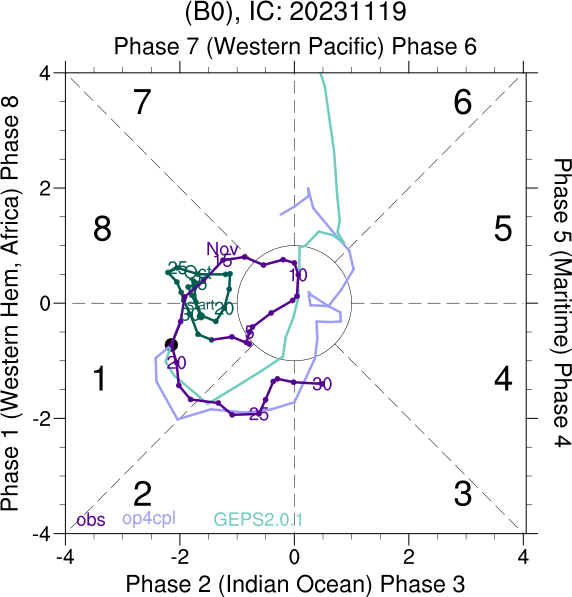 (B0), IC: 20231119
Phase 7 (Western Pacific) Phase 6
Phase 1 (Western Hem, Africa) Phase 8
Phase 5 (Maritime) Phase 4
4
2
0
-2
-4
7
6
8
5
1
4
2
3
Nov
15
25
Oct
10
start
20
30
5
20
30
25
obs
op4cpl
GEPS2.0.1
-4
-2
0
2
4
Phase 2 (Indian Ocean) Phase 3